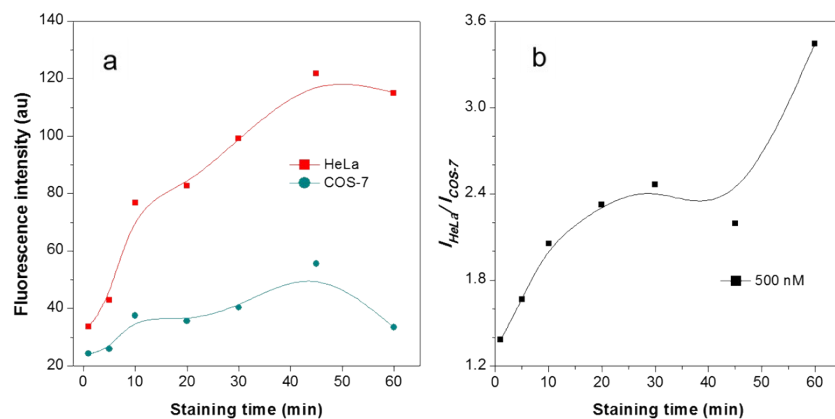 a
140
120
100
80
60
40
20
Fluorescence intensity (au)
HeLa
COS-7
0 10 20 30 40 50 60
Staining time (min)
b
3.6
3.0
2.4
1.8
1.2
I HeLa / I COS-7
500 nM
0 10 20 30 40 50 60
Staining time (min)